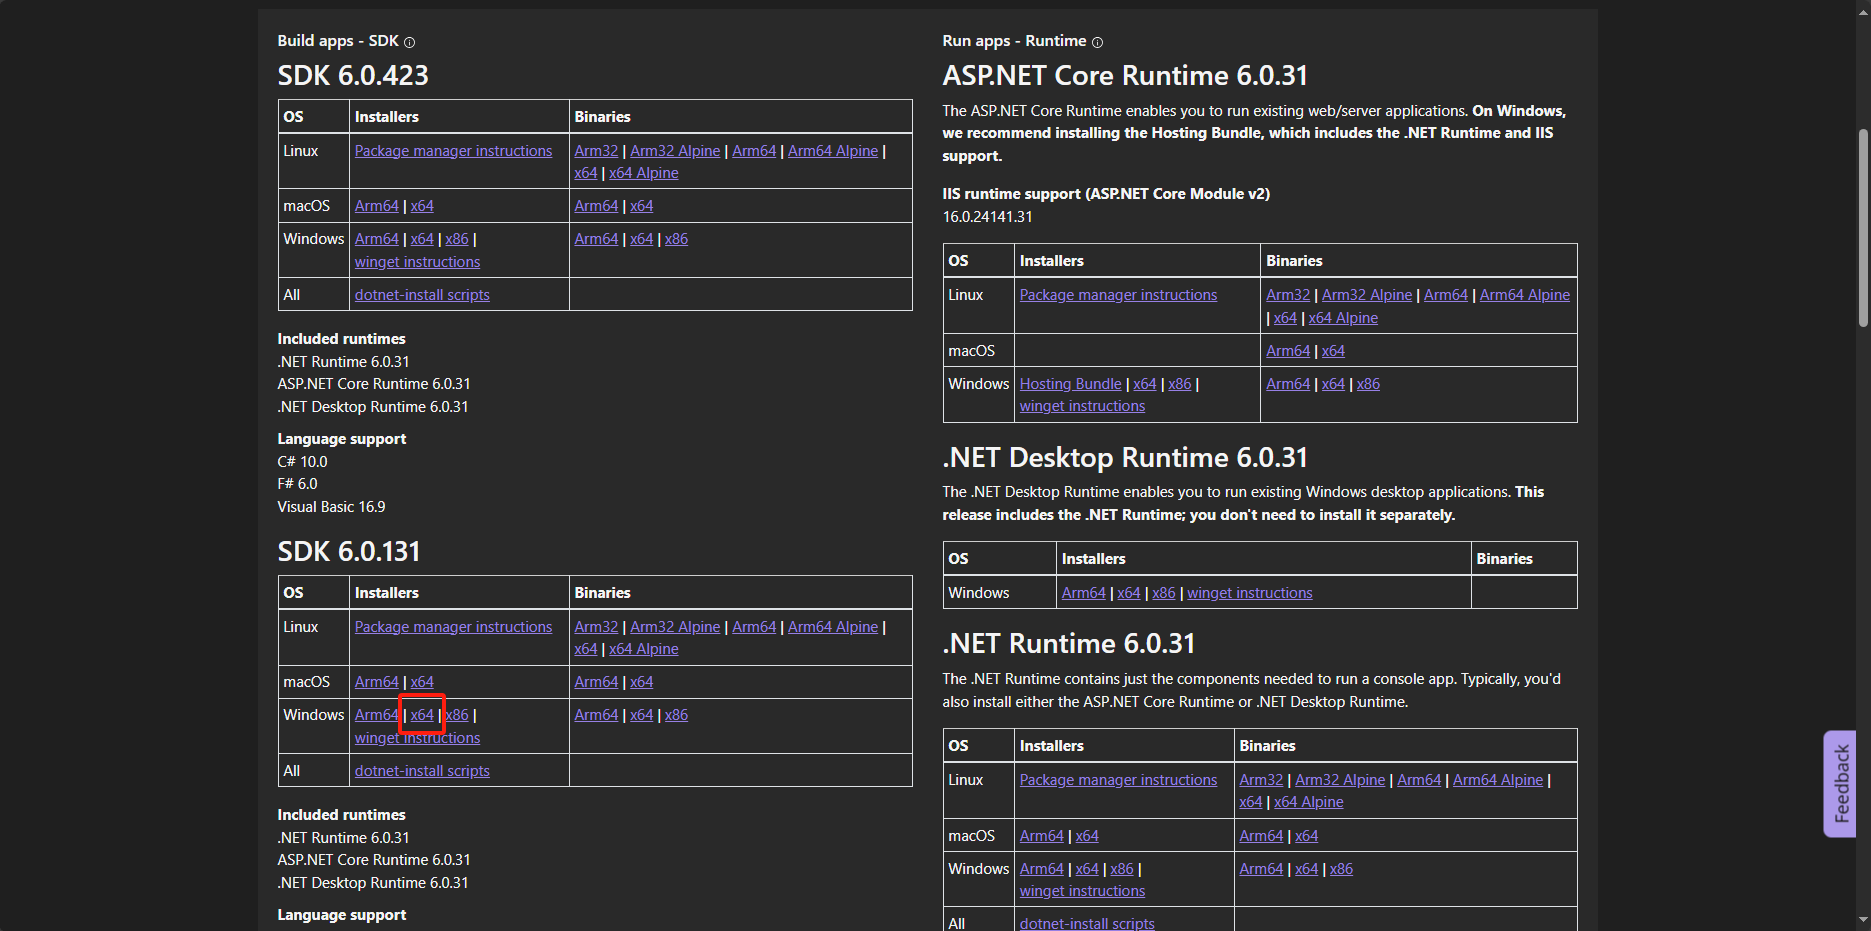 Build apps - SDK
SDK 6.0.423
OS Installers Binaries
Linux Package manager instructions Arm32 | Arm32 Alpine | Arm64 | Arm64 Alpine |
x64 | x64 Alpine
macOS Arm64 | x64 Arm64 | x64
Windows Arm64 | x64 | x86 | Arm64 | x64 | x86
winget instructions
All dotnet-install scripts
Included runtimes
.NET Runtime 6.0.31
ASP.NET Core Runtime 6.0.31
.NET Desktop Runtime 6.0.31
Language support
C# 10.0
F# 6.0
Visual Basic 16.9
SDK 6.0.131
OS Installers Binaries
Linux Package manager instructions Arm32 | Arm32 Alpine | Arm64 | Arm64 Alpine |
x64 | x64 Alpine
macOS Arm64 | x64 Arm64 | x64
Windows Arm64 | x64 | x86 | Arm64 | x64 | x86
winget instructions
All dotnet-install scripts
Included runtimes
.NET Runtime 6.0.31
ASP.NET Core Runtime 6.0.31
.NET Desktop Runtime 6.0.31
Language support
Run apps - Runtime
ASP.NET Core Runtime 6.0.31
The ASP.NET Core Runtime enables you to run existing web/server applications. On Windows,
we recommend installing the Hosting Bundle, which includes the .NET Runtime and IIS
support.
IIS runtime support (ASP.NET Core Module v2)
16.0.24141.31
OS Installers Binaries
Linux Package manager instructions Arm32 | Arm32 Alpine | Arm64 | Arm64 Alpine
| x64 | x64 Alpine
macOS Arm64 | x64
Windows Hosting Bundle | x64 | x86 | Arm64 | x64 | x86
winget instructions
.NET Desktop Runtime 6.0.31
The .NET Desktop Runtime enables you to run existing Windows desktop applications. This
release includes the .NET Runtime; you don't need to install it separately.
OS Installers Binaries
Windows Arm64 | x64 | x86 | winget instructions
.NET Runtime 6.0.31
The .NET Runtime contains just the components needed to run a console app. Typically, you'd
also install either the ASP.NET Core Runtime or .NET Desktop Runtime.
OS Installers Binaries
Linux Package manager instructions Arm32 | Arm32 Alpine | Arm64 | Arm64 Alpine |
x64 | x64 Alpine
macOS Arm64 | x64 Arm64 | x64
Windows Arm64 | x64 | x86 | Arm64 | x64 | x86
winget instructions
All dotnet-install scripts
Feedback